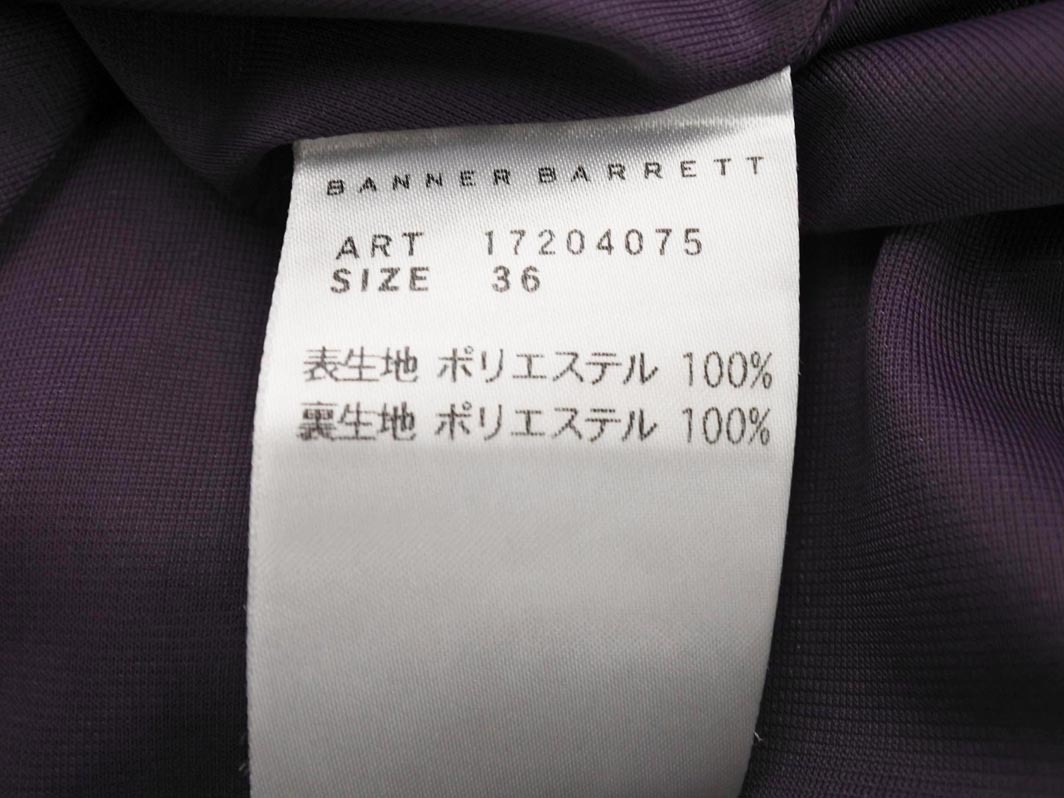 BANNER BARRETT
ART 17204075
SIZE 36
表生地 ポリエステル 100%
裏生地 ポリエステル 100%